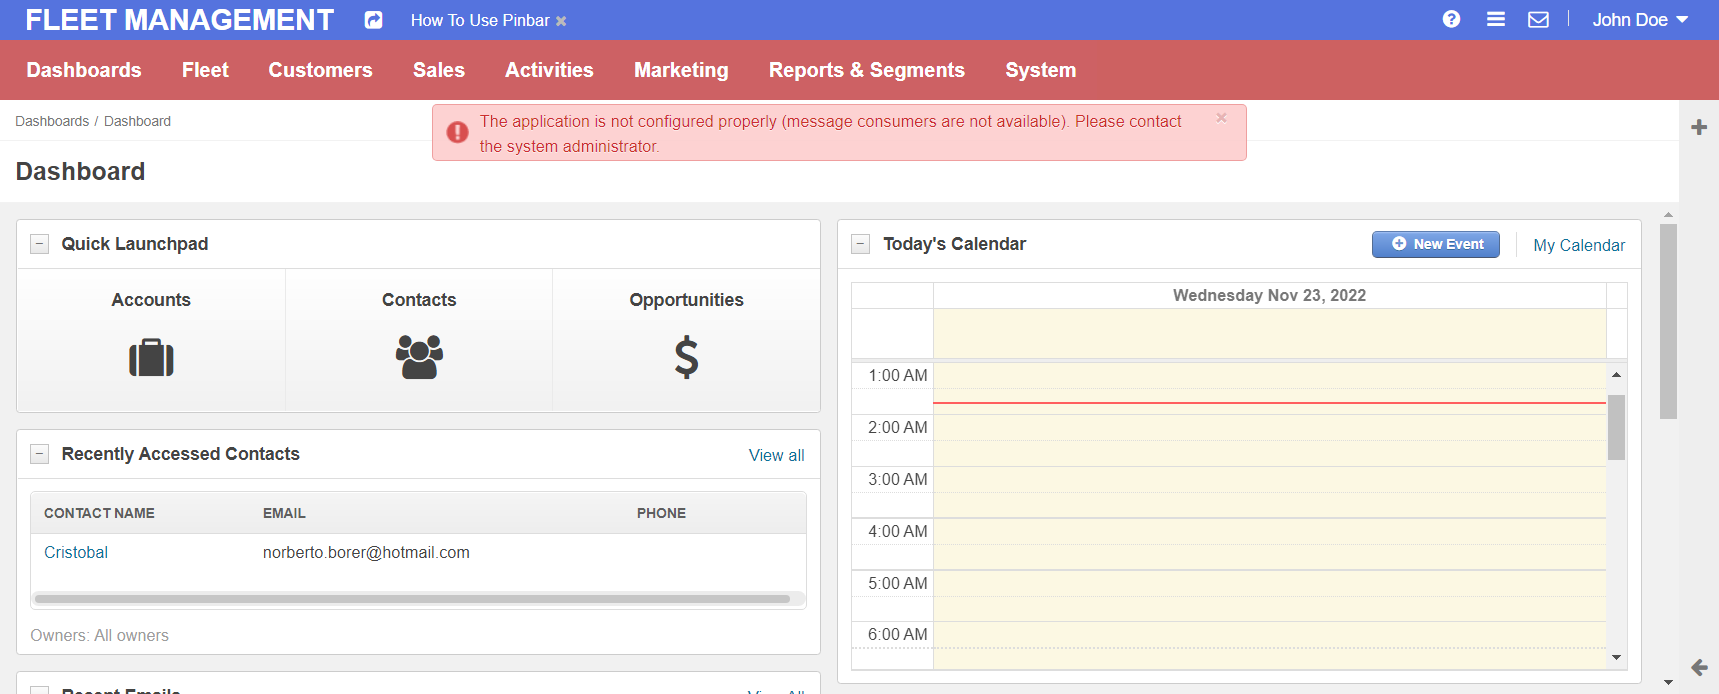 FLEET MANAGEMENT
How To Use Pinbar ×
John Doe
Dashboards
Fleet
Customers
Sales
Activities
Marketing
Reports & Segments
System
Dashboards / Dashboard
The application is not configured properly (message consumers are not available). Please contact
the system administrator.
×
Dashboard
Quick Launchpad
Accounts
Contacts
Opportunities
$
Recently Accessed Contacts
View all
CONTACT NAME
EMAIL
PHONE
Cristobal
norberto.borer@hotmail.com
Owners: All owners
Recent Emails
View All
Today's Calendar
New Event
My Calendar
Wednesday Nov 23, 2022
1:00 AM
2:00 AM
3:00 AM
4:00 AM
5:00 AM
6:00 AM